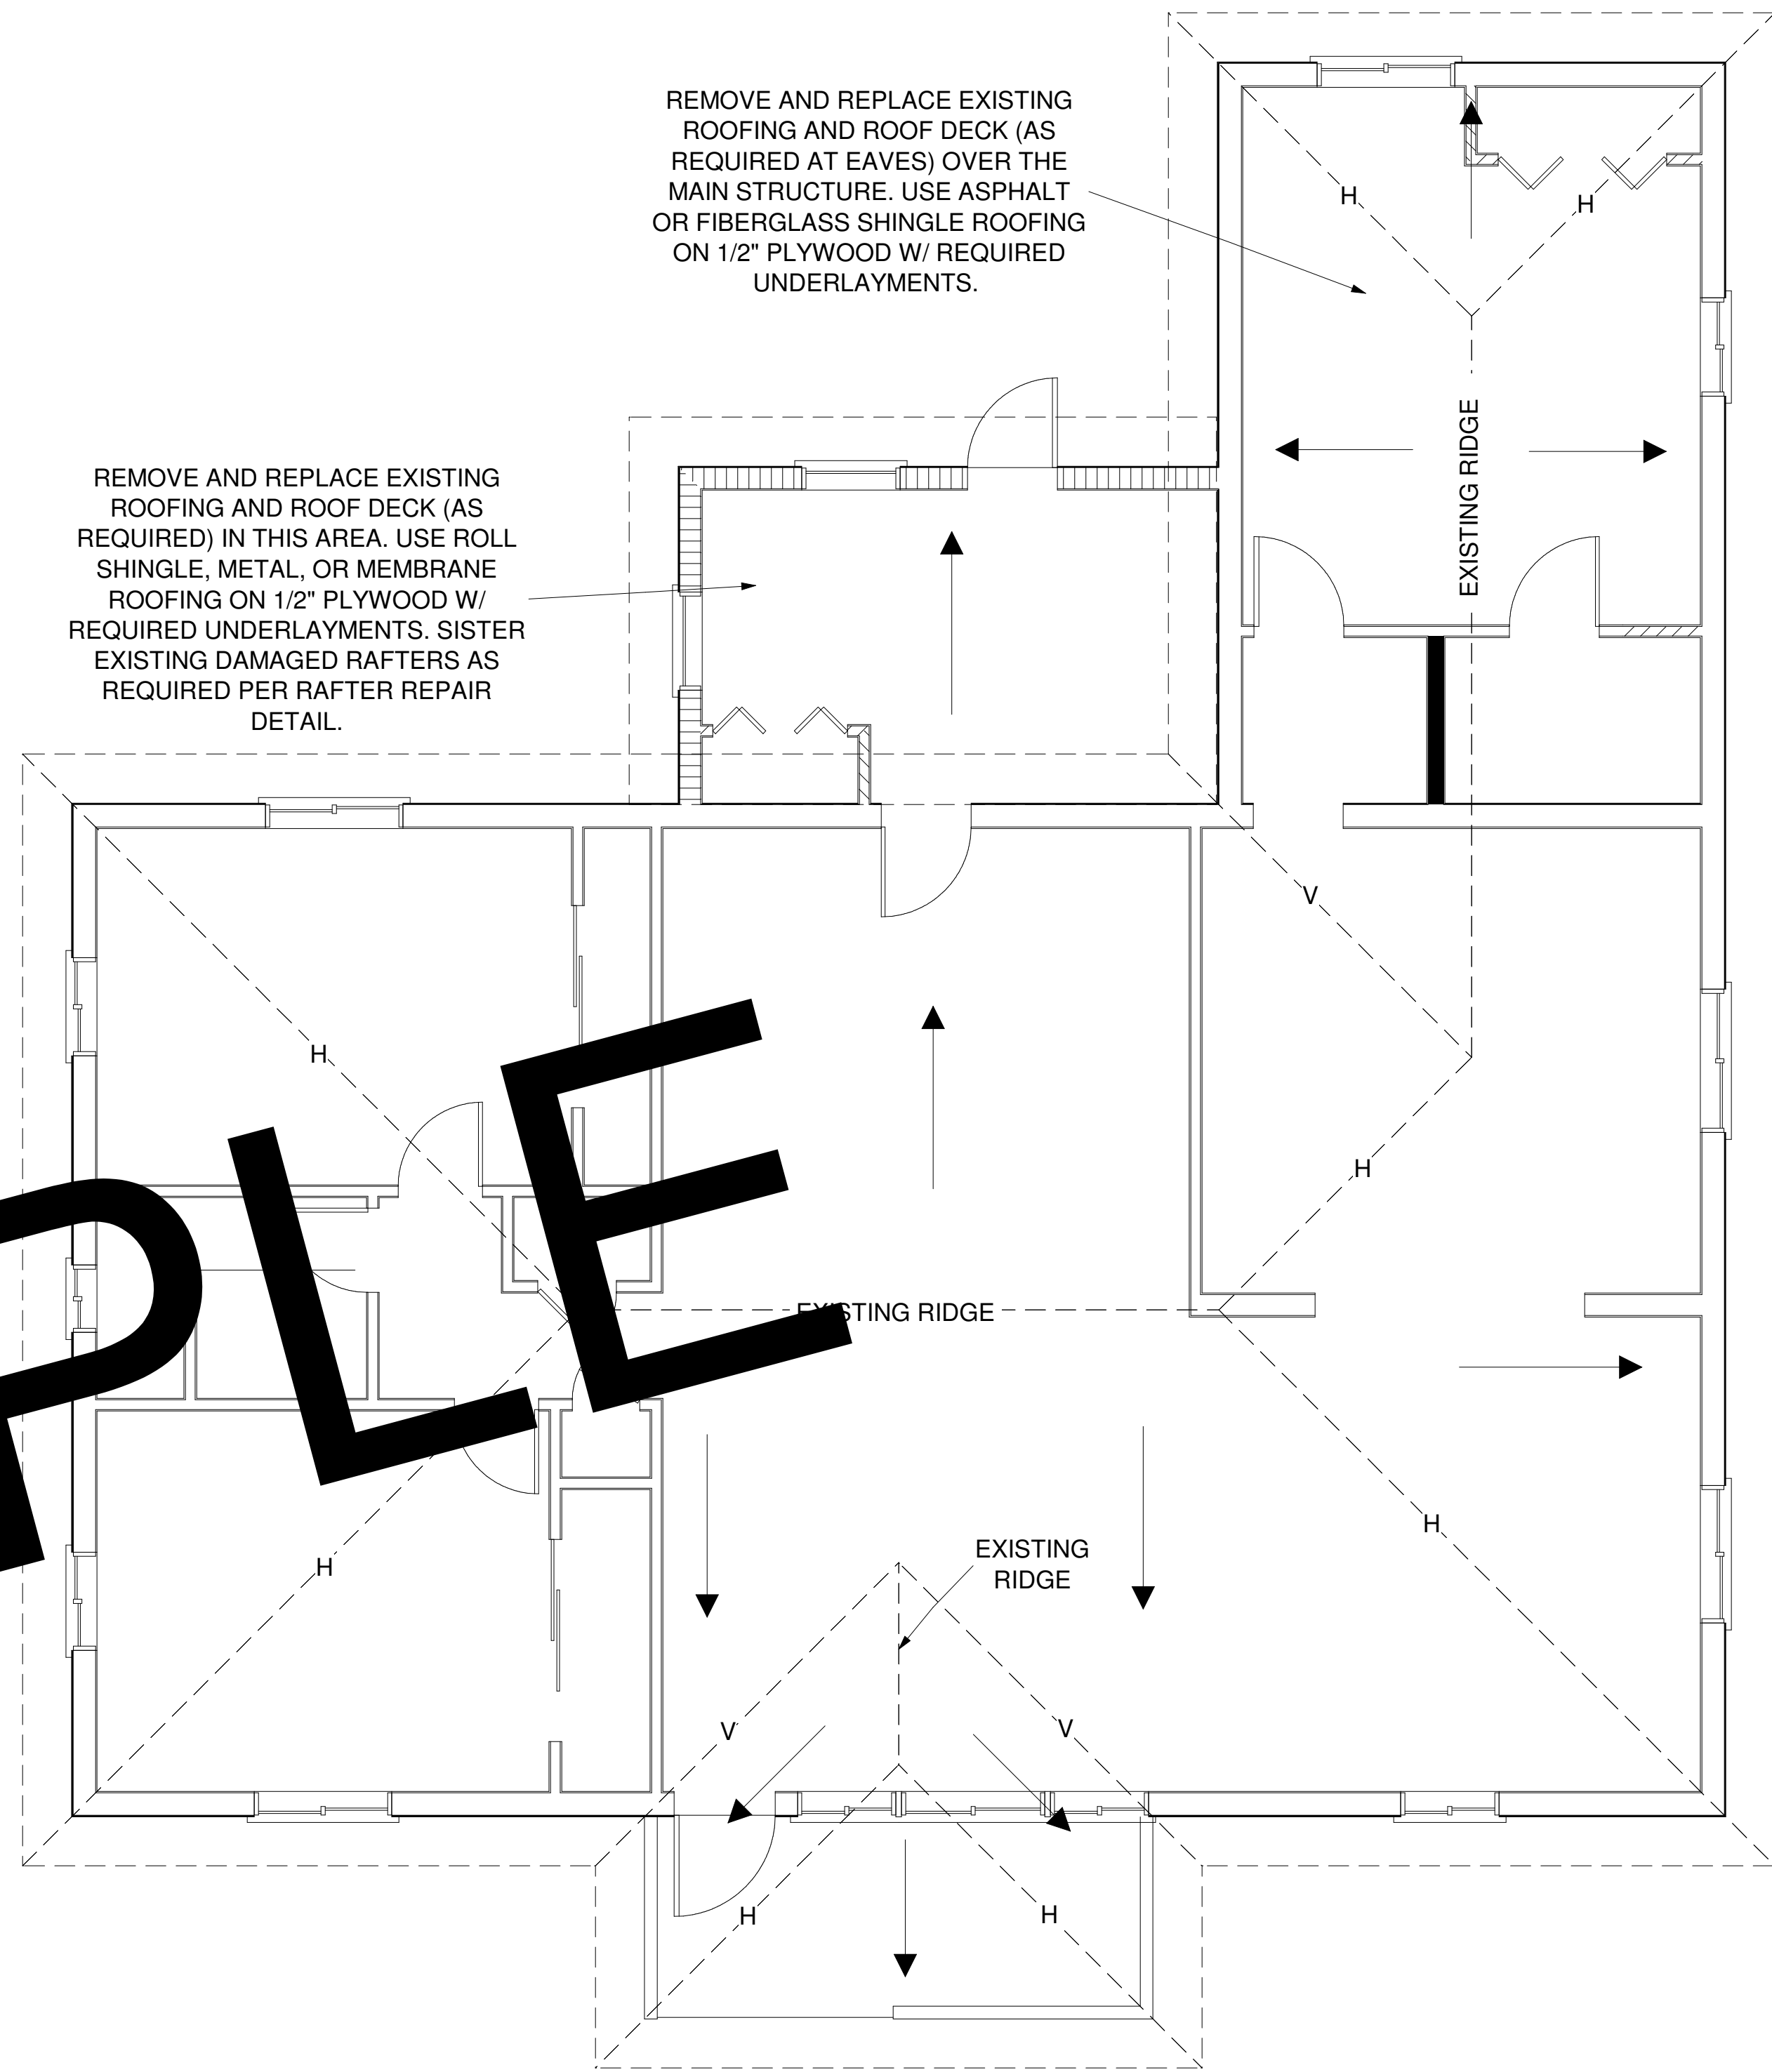 REMOVE AND REPLACE EXISTING
ROOFING AND ROOF DECK (AS
REQUIRED AT EAVES) OVER THE
MAIN STRUCTURE. USE ASPHALT
OR FIBERGLASS SHINGLE ROOFING
ON 1/2" PLYWOOD W/ REQUIRED
UNDERLAYMENTS.
H
H
EXISTING RIDGE
REMOVE AND REPLACE EXISTING
ROOFING AND ROOF DECK (AS
REQUIRED) IN THIS AREA. USE ROLL
SHINGLE, METAL, OR MEMBRANE
ROOFING ON 1/2" PLYWOOD W/
REQUIRED UNDERLAYMENTS. SISTER
EXISTING DAMAGED RAFTERS AS
REQUIRED PER RAFTER REPAIR
DETAIL.
V
H
H
PLE
EXISTING RIDGE
H
H
EXISTING
RIDGE
V
V
H
H